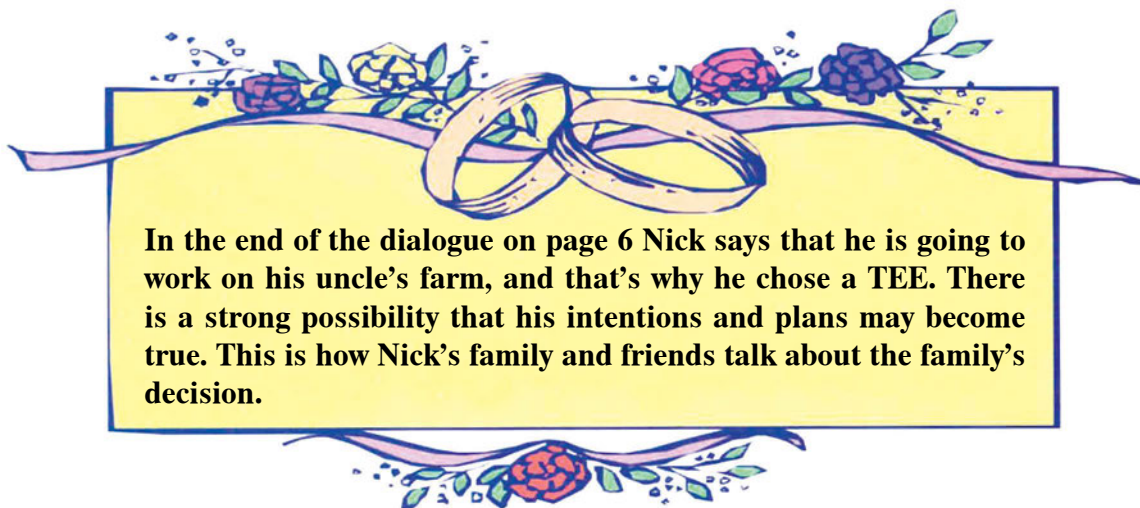 In the end of the dialogue on page 6 Nick says that he is going to
work on his uncle’s farm, and that’s why he chose a TEE. There
is a strong possibility that his intentions and plans may become
true. This is how Nick’s family and friends talk about the family’s
decision.